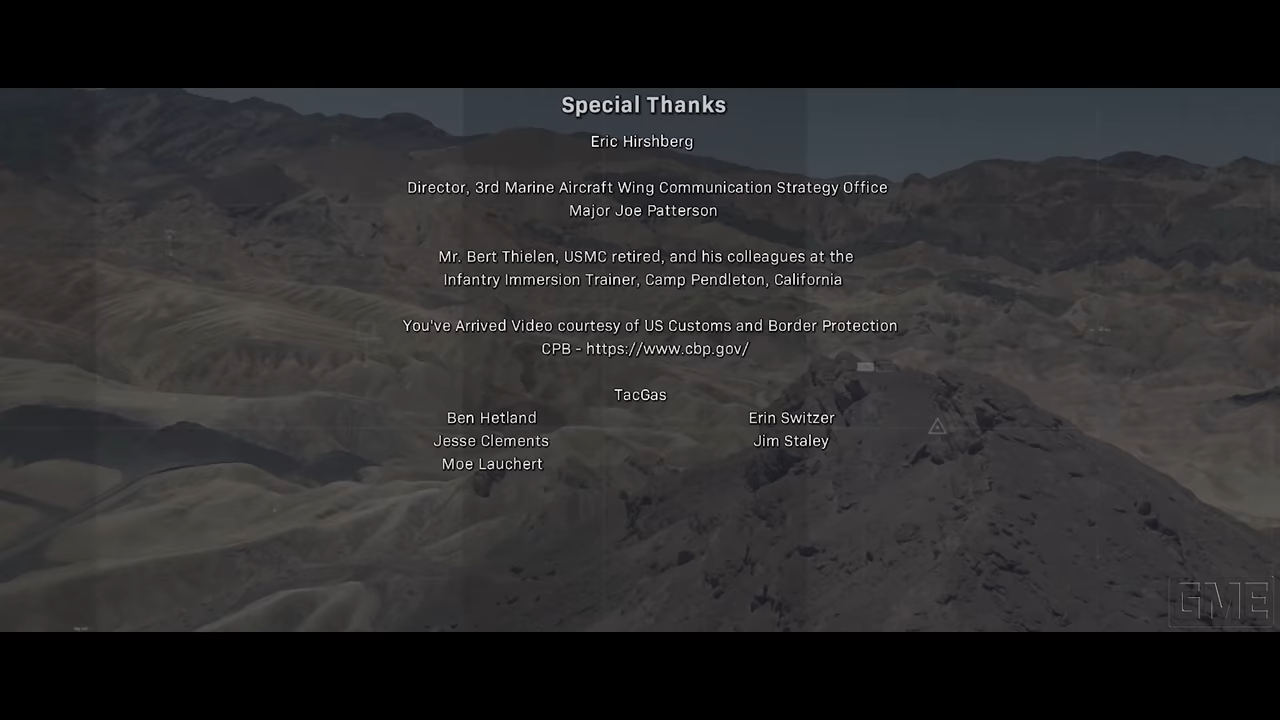 Special Thanks
Eric Hirshberg
Director, 3rd Marine Aircraft Wing Communication Strategy Office
Major Joe Patterson
Mr. Bert Thielen, USMC retired, and his colleagues at the
Infantry Immersion Trainer, Camp Pendleton, California
You've Arrived Video courtesy of US Customs and Border Protection
CPB - https://www.cbp.gov/
TacGas
Ben Hetland Erin Switzer
Jesse Clements Jim Staley
Moe Lauchert
GME